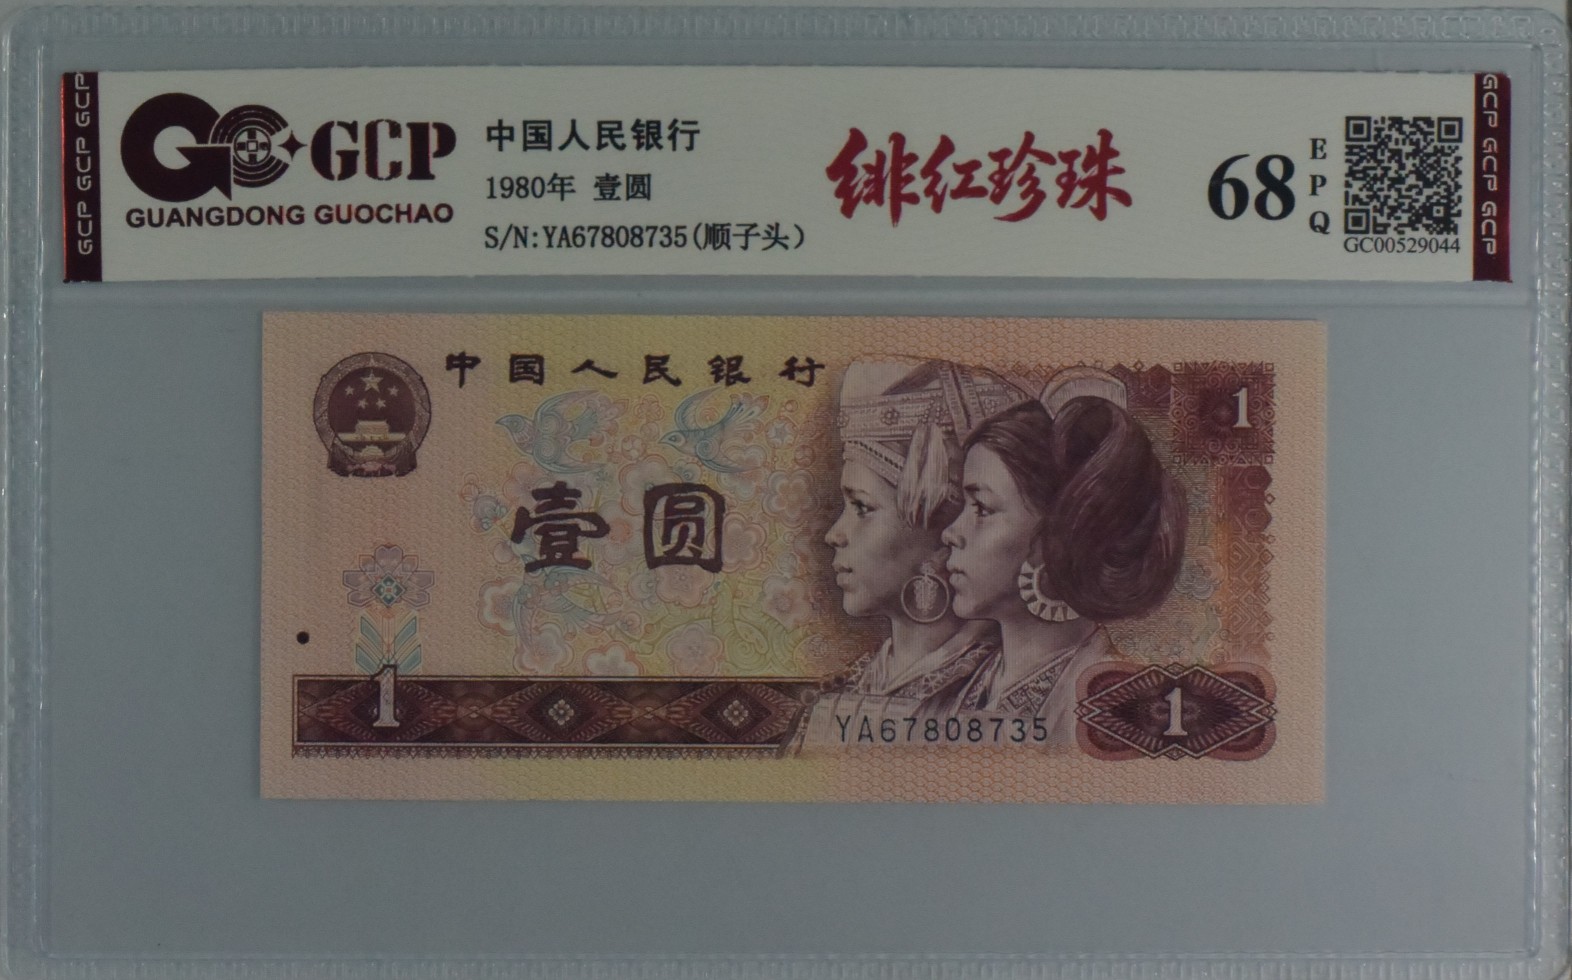 GCP GCP GCP
GCP
GUANGDONG GUOCHAO
中国人民银行
1980年 壹圆
S/N:YA67808735(顺子头)
绯红珍珠
68
EPQ
GC00529044
GCP GCP GCP
中国人民银行
1
壹圆
1
YA67808735
1